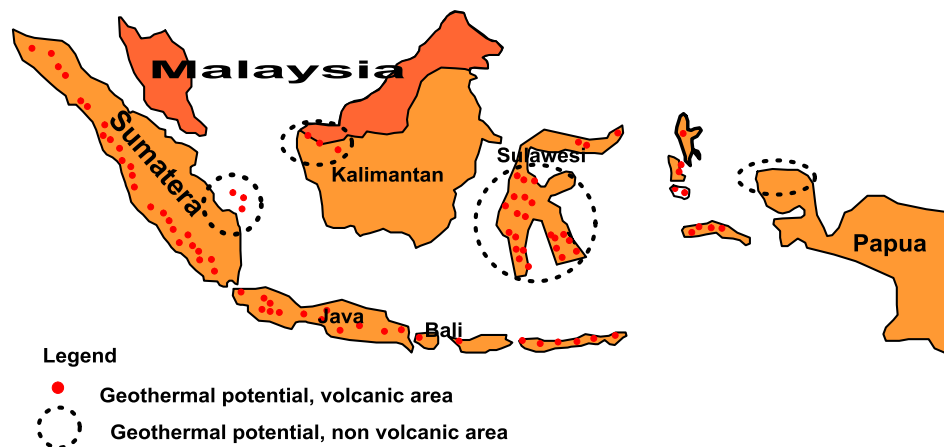 Malaysia
Sumatera
Sulawesi
Kalimantan
Papua
Java
Bali
Legend
Geothermal potential, volcanic area
Geothermal potential, non volcanic area